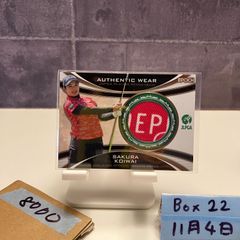 AUTHENTIC WEAR
EPOCH
EP
JLPGA
SAKURA
KOIWAI
8000
Box 22
11月4日